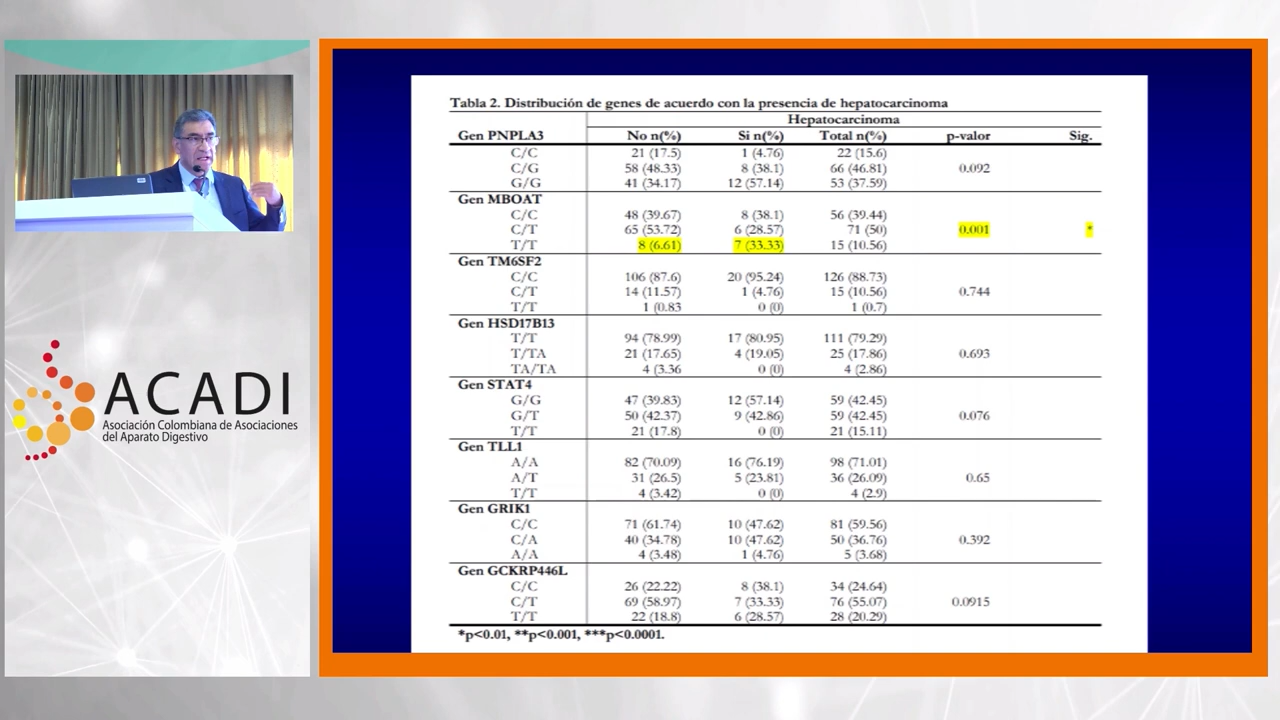 Tabla 2. Distribución de genes de acuerdo con la presencia de hepatocarcinoma
Hepatocarcinoma
Gen PNPLA3 No n(%) Si n(%) Total n(%) p-valor Sig.
C/C 21 (17.5) 1 (4.76) 22 (15.6)
C/G 58 (48.33) 8 (38.1) 66 (46.81) 0.092
G/G 41 (34.17) 12 (57.14) 53 (37.59)
Gen MBOAT
C/C 48 (39.67) 8 (38.1) 56 (39.44)
C/T 65 (53.72) 6 (28.57) 71 (50) 0.001 *
T/T 8 (6.61) 7 (33.33) 15 (10.56)
Gen TM6SF2
C/C 106 (87.6) 20 (95.24) 126 (88.73)
C/T 14 (11.57) 1 (4.76) 15 (10.56) 0.744
T/T 1 (0.83 0 (0) 1 (0.7)
Gen HSD17B13
T/T 94 (78.99) 17 (80.95) 111 (79.29)
T/TA 21 (17.65) 4 (19.05) 25 (17.86) 0.693
TA/TA 4 (3.36 0 (0) 4 (2.86)
Gen STAT4
G/G 47 (39.83) 12 (57.14) 59 (42.45)
G/T 50 (42.37) 9 (42.86) 59 (42.45) 0.076
T/T 21 (17.8) 0 (0) 21 (15.11)
Gen TLL1
A/A 82 (70.09) 16 (76.19) 98 (71.01)
A/T 31 (26.5) 5 (23.81) 36 (26.09) 0.65
T/T 4 (3.42) 0 (0) 4 (2.9)
Gen GRIK1
C/C 71 (61.74) 10 (47.62) 81 (59.56)
C/A 40 (34.78) 10 (47.62) 50 (36.76) 0.392
A/A 4 (3.48) 1 (4.76) 5 (3.68)
Gen GCKRP446L
C/C 26 (22.22) 8 (38.1) 34 (24.64)
C/T 69 (58.97) 7 (33.33) 76 (55.07) 0.0915
T/T 22 (18.8) 6 (28.57) 28 (20.29)
*p<0.01, **p<0.001, ***p<0.0001.
ACADI
Asociación Colombiana de Asociaciones
del Aparato Digestivo